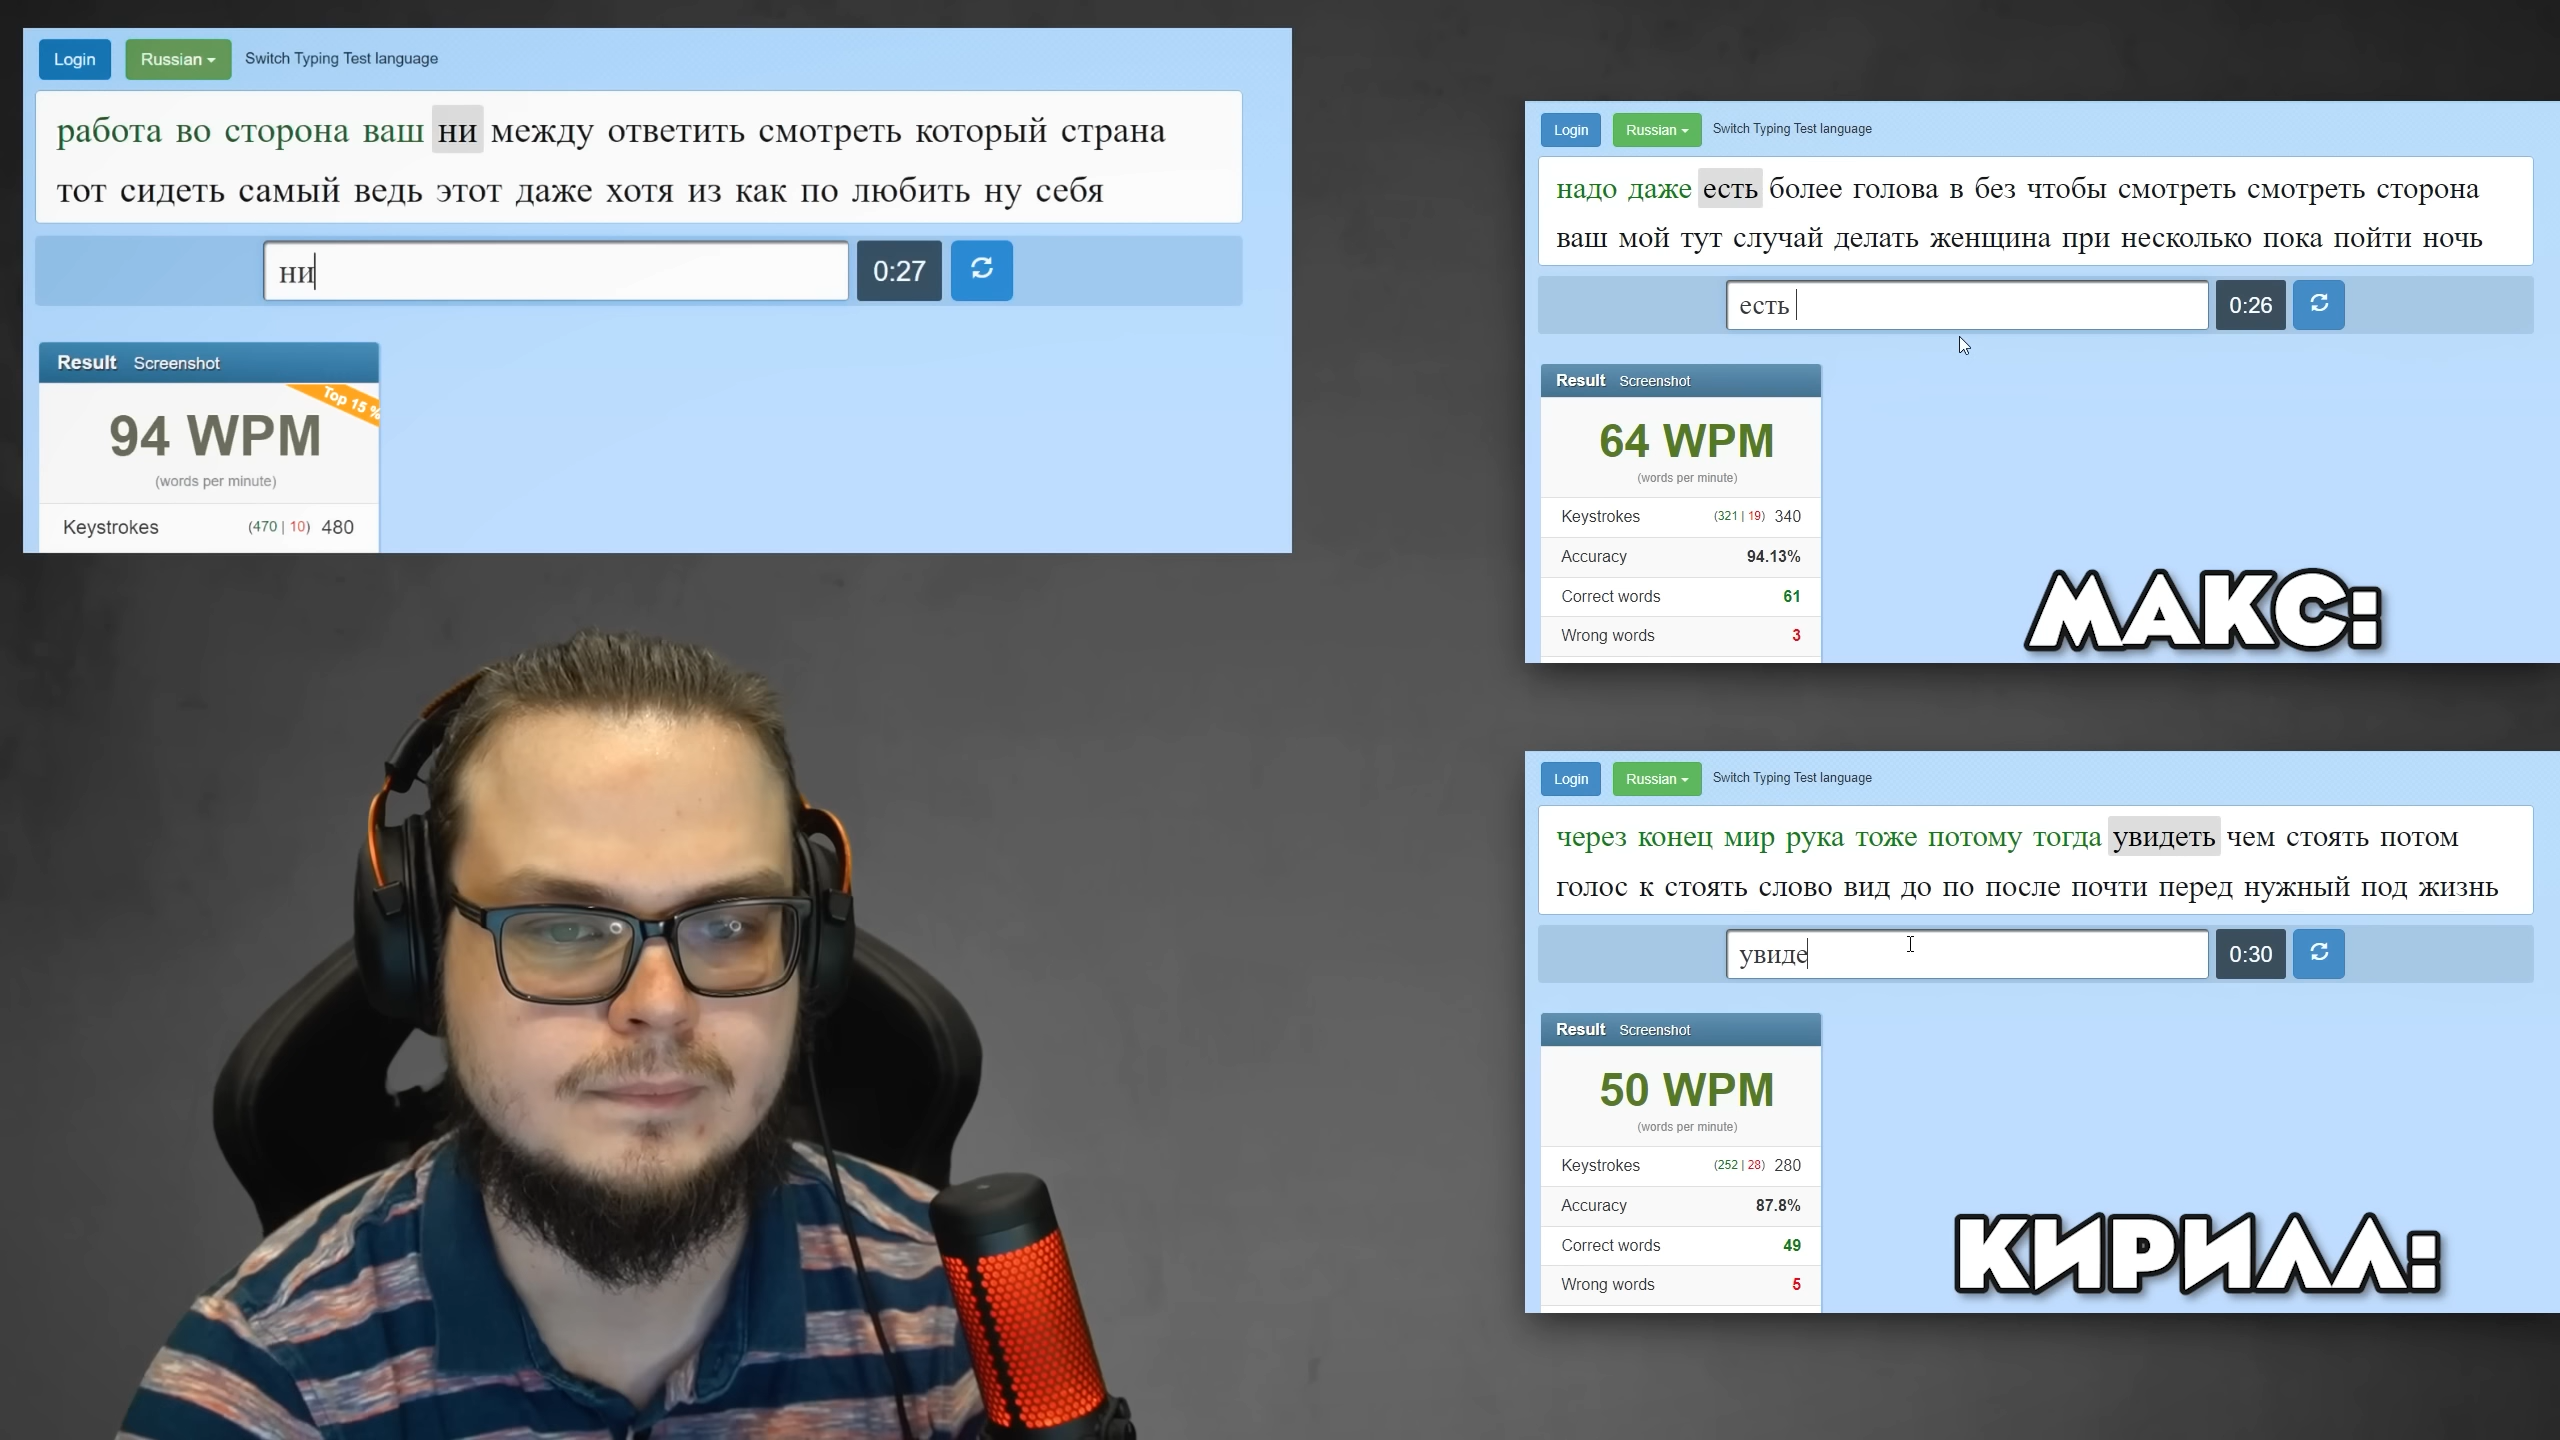 Login Russian Switch Typing Test language
работа во сторона ваш ни между ответить смотреть который страна
тот сидеть самый ведь этот даже хотя из как по любить ну себя
ни 0:27
Result Screenshot
Top 15 %
94 WPM
(words per minute)
Keystrokes (470 | 10) 480
Login Russian Switch Typing Test language
надо даже есть более голова в без чтобы смотреть смотреть сторона
ваш мой тут случай делать женщина при несколько пока пойти ночь
есть 0:26
Result Screenshot
64 WPM
(words per minute)
Keystrokes (321 | 19) 340
Accuracy 94.13%
Correct words 61
Wrong words 3
МАКС:
Login Russian Switch Typing Test language
через конец мир рука тоже потому тогда увидеть чем стоять потом
голос к стоять слово вид до по после почти перед нужный под жизнь
увиде 0:30
Result Screenshot
50 WPM
(words per minute)
Keystrokes (252 | 28) 280
Accuracy 87.8%
Correct words 49
Wrong words 5
КИРИЛЛ: